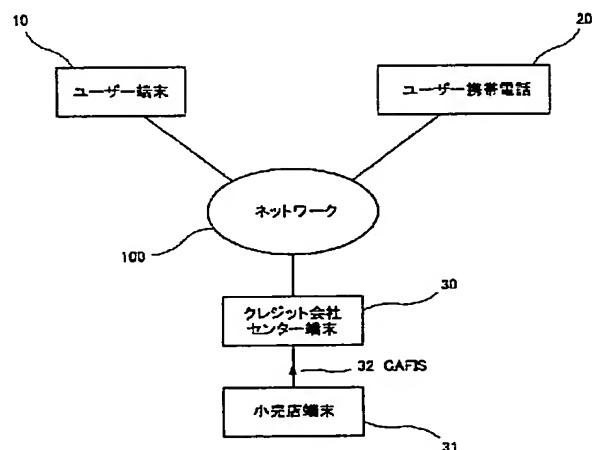 10
20
ユーザー端末
ユーザー携帯電話
ネットワーク
100
30
クレジット会社
センター端末
32 CAFIS
小売店端末
31